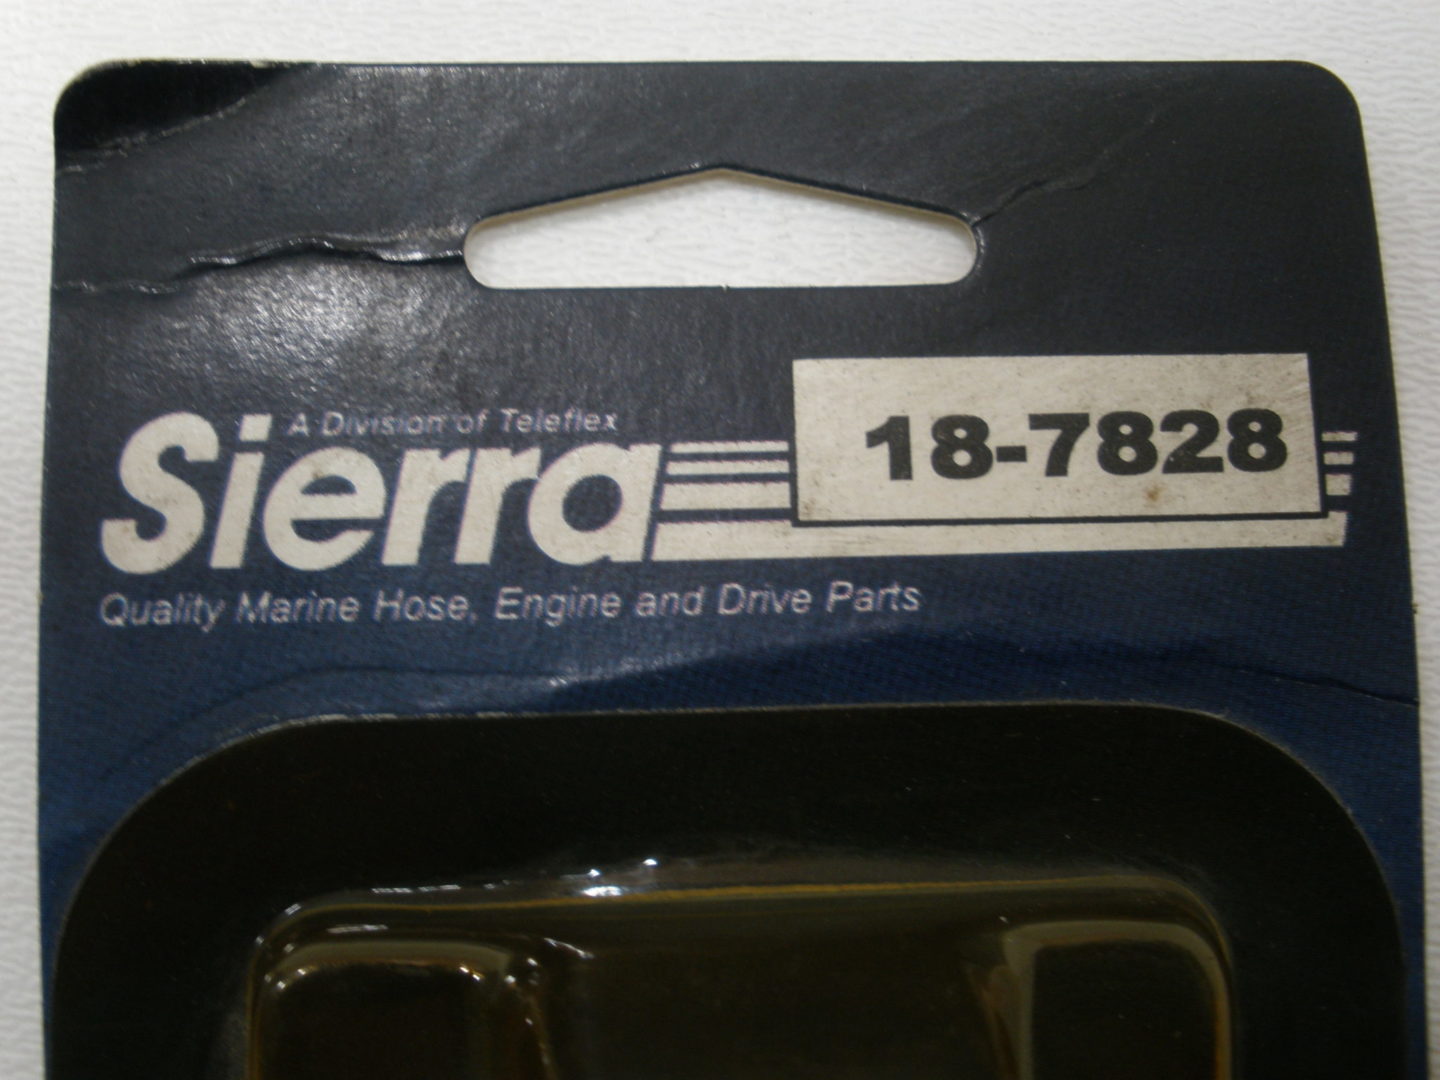 A Division of Teleflex
Sierra
18-7828
Quality Marine Hose, Engine and Drive Parts